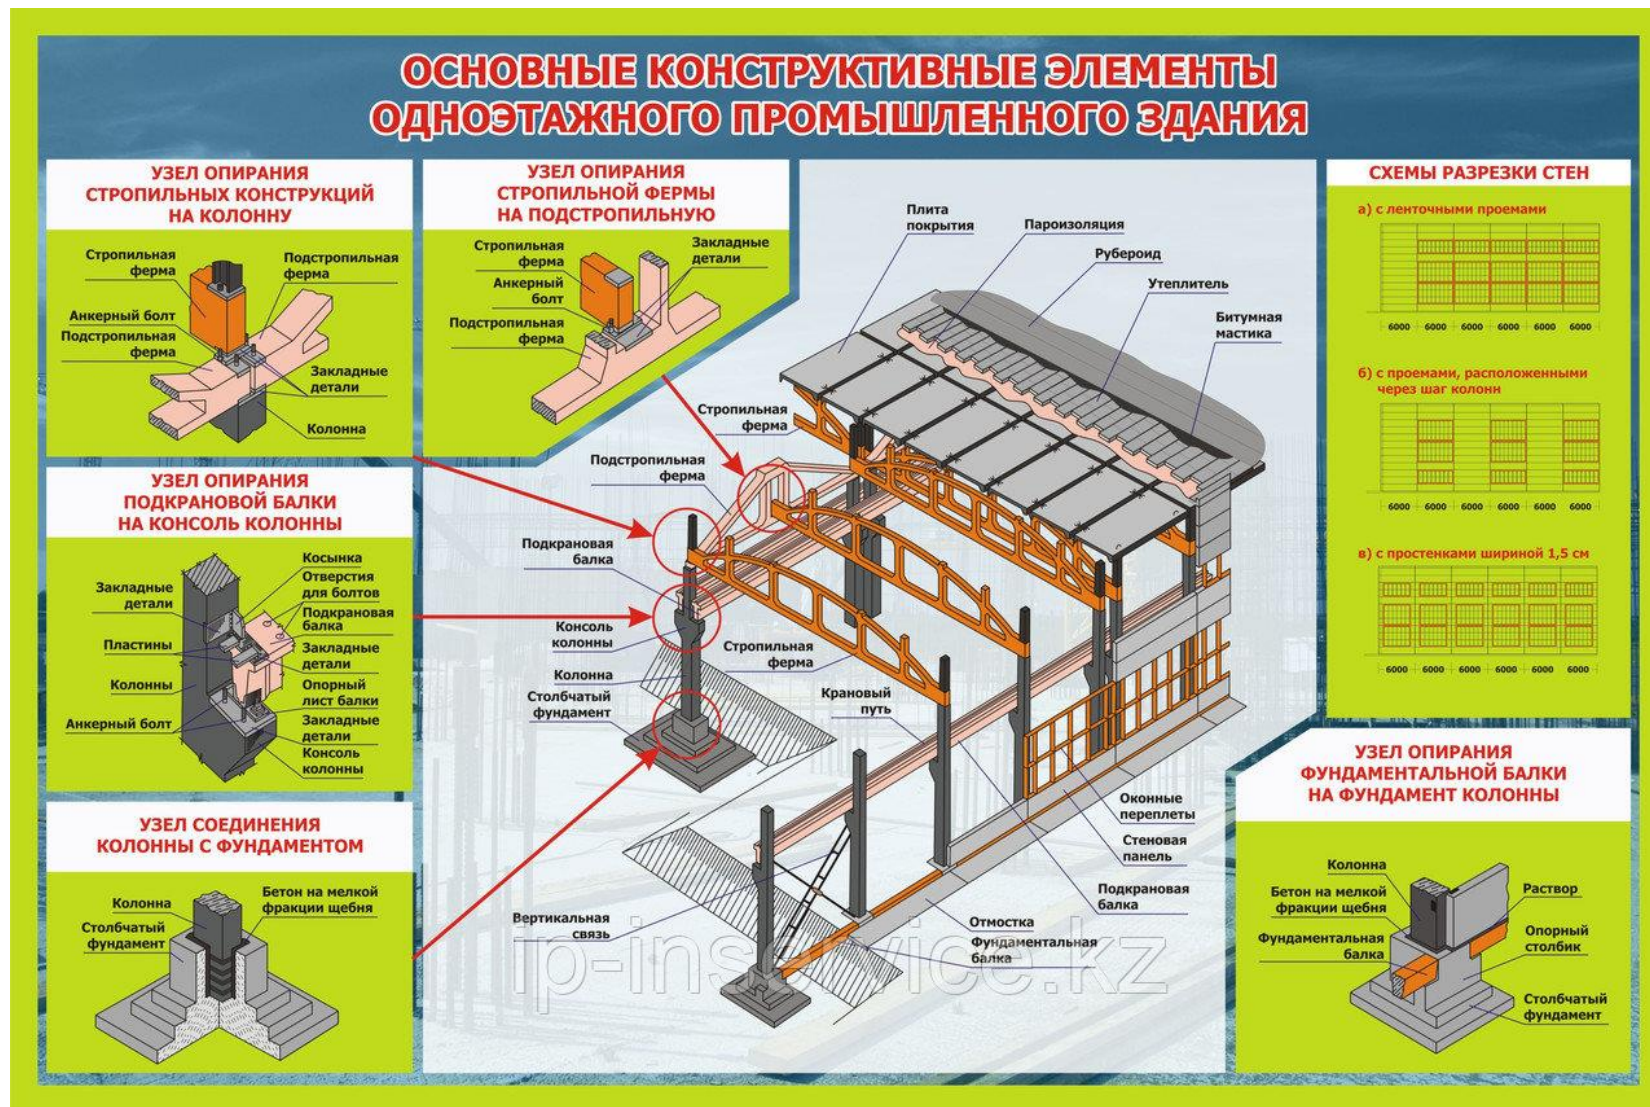 ОСНОВНЫЕ КОНСТРУКТИВНЫЕ ЭЛЕМЕНТЫ
ОДНОЭТАЖНОГО ПРОМЫШЛЕННОГО ЗДАНИЯ
УЗЕЛ ОПИРАНИЯ
СТРОПИЛЬНЫХ КОНСТРУКЦИЙ
НА КОЛОННУ
Стропильная
ферма
Подстропильная
ферма
Анкерный болт
Подстропильная
ферма
Закладные
детали
Колонна
УЗЕЛ ОПИРАНИЯ
СТРОПИЛЬНОЙ ФЕРМЫ
НА ПОДСТРОПИЛЬНУЮ
Стропильная
ферма
Закладные
детали
Анкерный
болт
Подстропильная
ферма
УЗЕЛ ОПИРАНИЯ
ПОДКРАНОВОЙ БАЛКИ
НА КОНСОЛЬ КОЛОННЫ
Закладные
детали
Пластины
Колонны
Анкерный болт
Косынка
Отверстия
для болтов
Подкрановая
балка
Закладные
детали
Опорный
лист балки
Закладные
детали
Консоль
колонны
УЗЕЛ СОЕДИНЕНИЯ
КОЛОННЫ С ФУНДАМЕНТОМ
Колонна
Столбчатый
фундамент
Бетон на мелкой
фракции щебня
Плита
покрытия
Пароизоляция
Рубероид
Утеплитель
Битумная
мастика
Стропильная
ферма
Подстропильная
ферма
Подкрановая
балка
Консоль
колонны
Колонна
Столбчатый
фундамент
Стропильная
ферма
Крановый
путь
Оконные
переплеты
Стеновая
панель
Подкрановая
балка
Вертикальная
связь
Отмостка
Фундаментальная
балка
ip-inservice.kz
СХЕМЫ РАЗРЕЗКИ СТЕН
а) с ленточными проемами
6000 6000 6000 6000 6000 6000
б) с проемами, расположенными
через шаг колонн
6000 6000 6000 6000 6000 6000
в) с простенками шириной 1,5 см
6000 6000 6000 6000 6000 6000
УЗЕЛ ОПИРАНИЯ
ФУНДАМЕНТАЛЬНОЙ БАЛКИ
НА ФУНДАМЕНТ КОЛОННЫ
Колонна
Бетон на мелкой
фракции щебня
Фундаментальная
балка
Раствор
Опорный
столбик
Столбчатый
фундамент